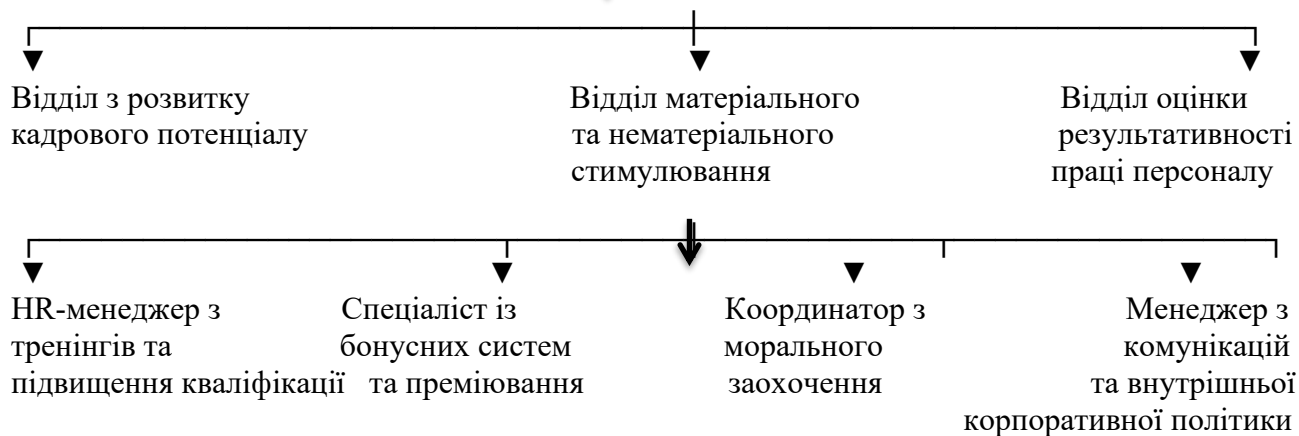 Відділ з розвитку
кадрового потенціалу
Відділ матеріального
та нематеріального
стимулювання
Відділ оцінки
результативності
праці персоналу
HR-менеджер з
тренінгів та
підвищення кваліфікації
Спеціаліст із
бонусних систем
та преміювання
Координатор з
морального
заохочення
Менеджер з
комунікацій
та внутрішньої
корпоративної політики